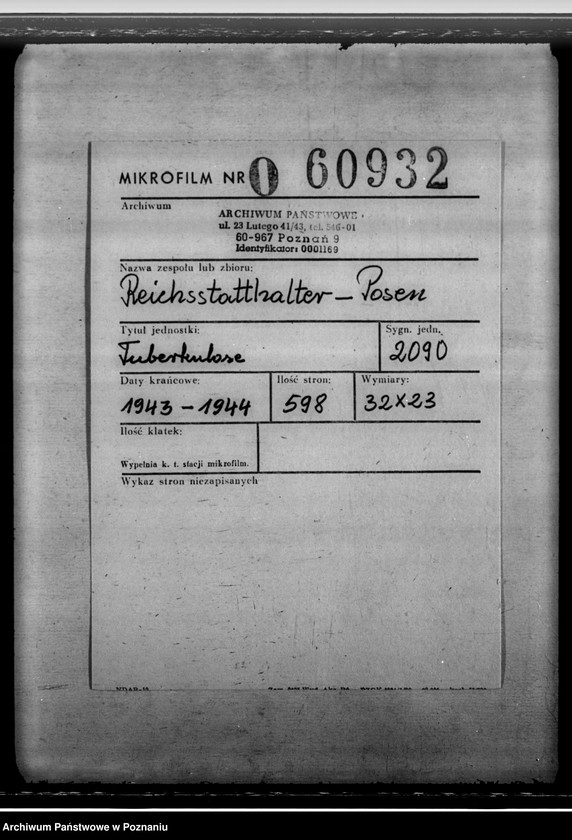 MIKROFILM NR 0 60932
Archiwum
ARCHIWUM PAŃSTWOWE
ul. 23 Lutego 41/43, tel. 546-01
60-967 Poznań 9
Identyfikator: 0001169
Nazwa zespołu lub zbioru:
Reichsstatthalter – Posen
Tytuł jednostki:
Sygn. jedn.
Tuberkulose
2090
Daty krańcowe:
Ilość stron:
Wymiary:
1943 – 1944
598
32x23
Ilość klatek:
Wypełnia k. t. stacji mikrofilm.
Wykaz stron niezapisanych
Archiwum Państwowe w Poznaniu